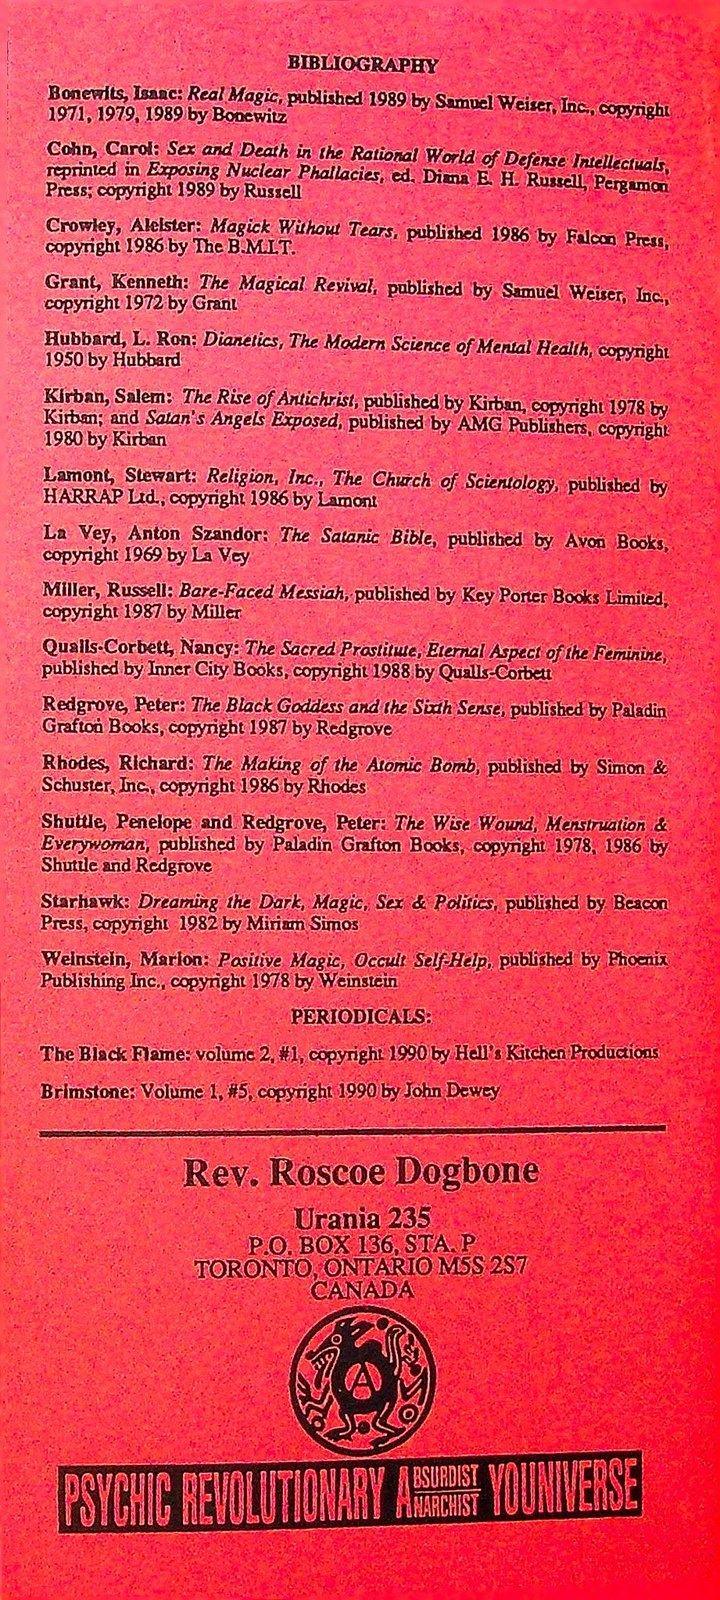 BIBLIOGRAPHY
Bonewits, Isaac: Real Magic, published 1989 by Samuel Weiser, Inc., copyright
1971, 1979, 1989 by Bonewitz
Cohn, Carol: Sex and Death in the Rational World of Defense Intellectuals,
reprinted in Exposing Nuclear Phallacies, ed. Diana E. H. Russell, Pergamon
Press; copyright 1989 by Russell
Crowley, Aleister: Magick Without Tears, published 1986 by Falcon Press,
copyright 1986 by The B.M.I.T.
Grant, Kenneth: The Magical Revival, published by Samuel Weiser, Inc.,
copyright 1972 by Grant
Hubbard, L. Ron: Dianetics, The Modern Science of Mental Health, copyright
1950 by Hubbard
Kirban, Salem: The Rise of Antichrist, published by Kirban, copyright 1978 by
Kirban; and Satan's Angels Exposed, published by AMG Publishers, copyright
1980 by Kirban
Lamont, Stewart: Religion, Inc., The Church of Scientology, published by
HARRAP Ltd., copyright 1986 by Lamont
La Vey, Anton Szandor: The Satanic Bible, published by Avon Books,
copyright 1969 by La Vey
Miller, Russell: Bare-Faced Messiah, published by Key Porter Books Limited,
copyright 1987 by Miller
Qualls-Corbett, Nancy: The Sacred Prostitute, Eternal Aspect of the Feminine,
published by Inner City Books, copyright 1988 by Qualls-Corbett
Redgrove, Peter: The Black Goddess and the Sixth Sense, published by Paladin
Grafton Books, copyright 1987 by Redgrove
Rhodes, Richard: The Making of the Atomic Bomb, published by Simon &
Schuster, Inc., copyright 1986 by Rhodes
Shuttle, Penelope and Redgrove, Peter: The Wise Wound, Menstruation &
Everywoman, published by Paladin Grafton Books, copyright 1978, 1986 by
Shuttle and Redgrove
Starhawk: Dreaming the Dark, Magic, Sex & Politics, published by Beacon
Press, copyright 1982 by Miriam Simos
Weinstein, Marion: Positive Magic, Occult Self-Help, published by Phoenix
Publishing Inc., copyright 1978 by Weinstein
PERIODICALS:
The Black Flame: volume 2, #1, copyright 1990 by Hell's Kitchen Productions
Brimstone: Volume 1, #5, copyright 1990 by John Dewey
Rev. Roscoe Dogbone
Urania 235
P.O. BOX 136, STA. P
TORONTO, ONTARIO M5S 2S7
CANADA
A
PSYCHIC REVOLUTIONARY ABSURDIST ANARCHIST YOUNIVERSE